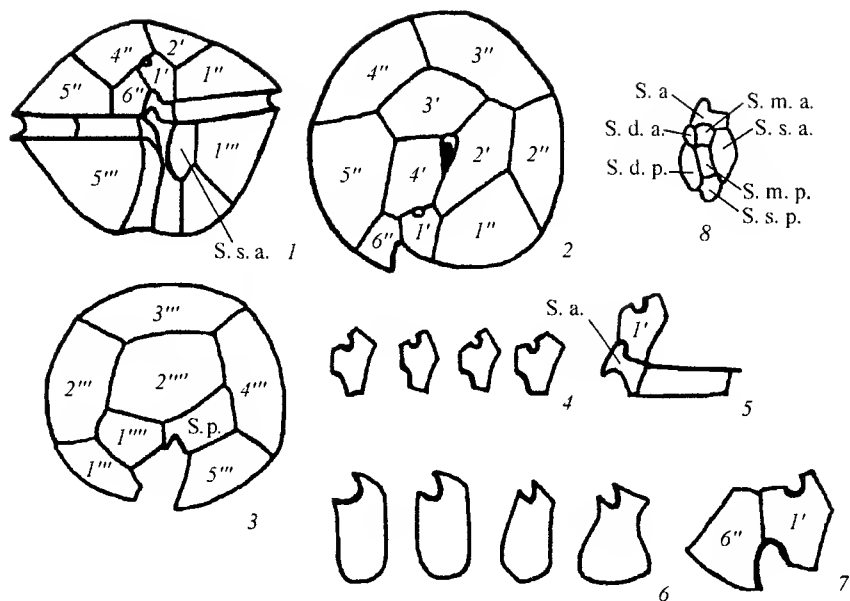 4″ 2′
5″ 1′ 1″
6″
5‴ 1‴
S. s. a. 1
4″ 3″
3′
5″ 4′ 2′ 2″
6″ 1′ 1″
2
S. a S. m. a.
S. d. a. S. s. a.
S. d. p. S. m. p.
S. s. p.
8
3‴
2‴ 2⁗ 4‴
1⁗ S. p.
1‴ 5‴
3
4
S. a. 1′
5
6
6″ 1′
7